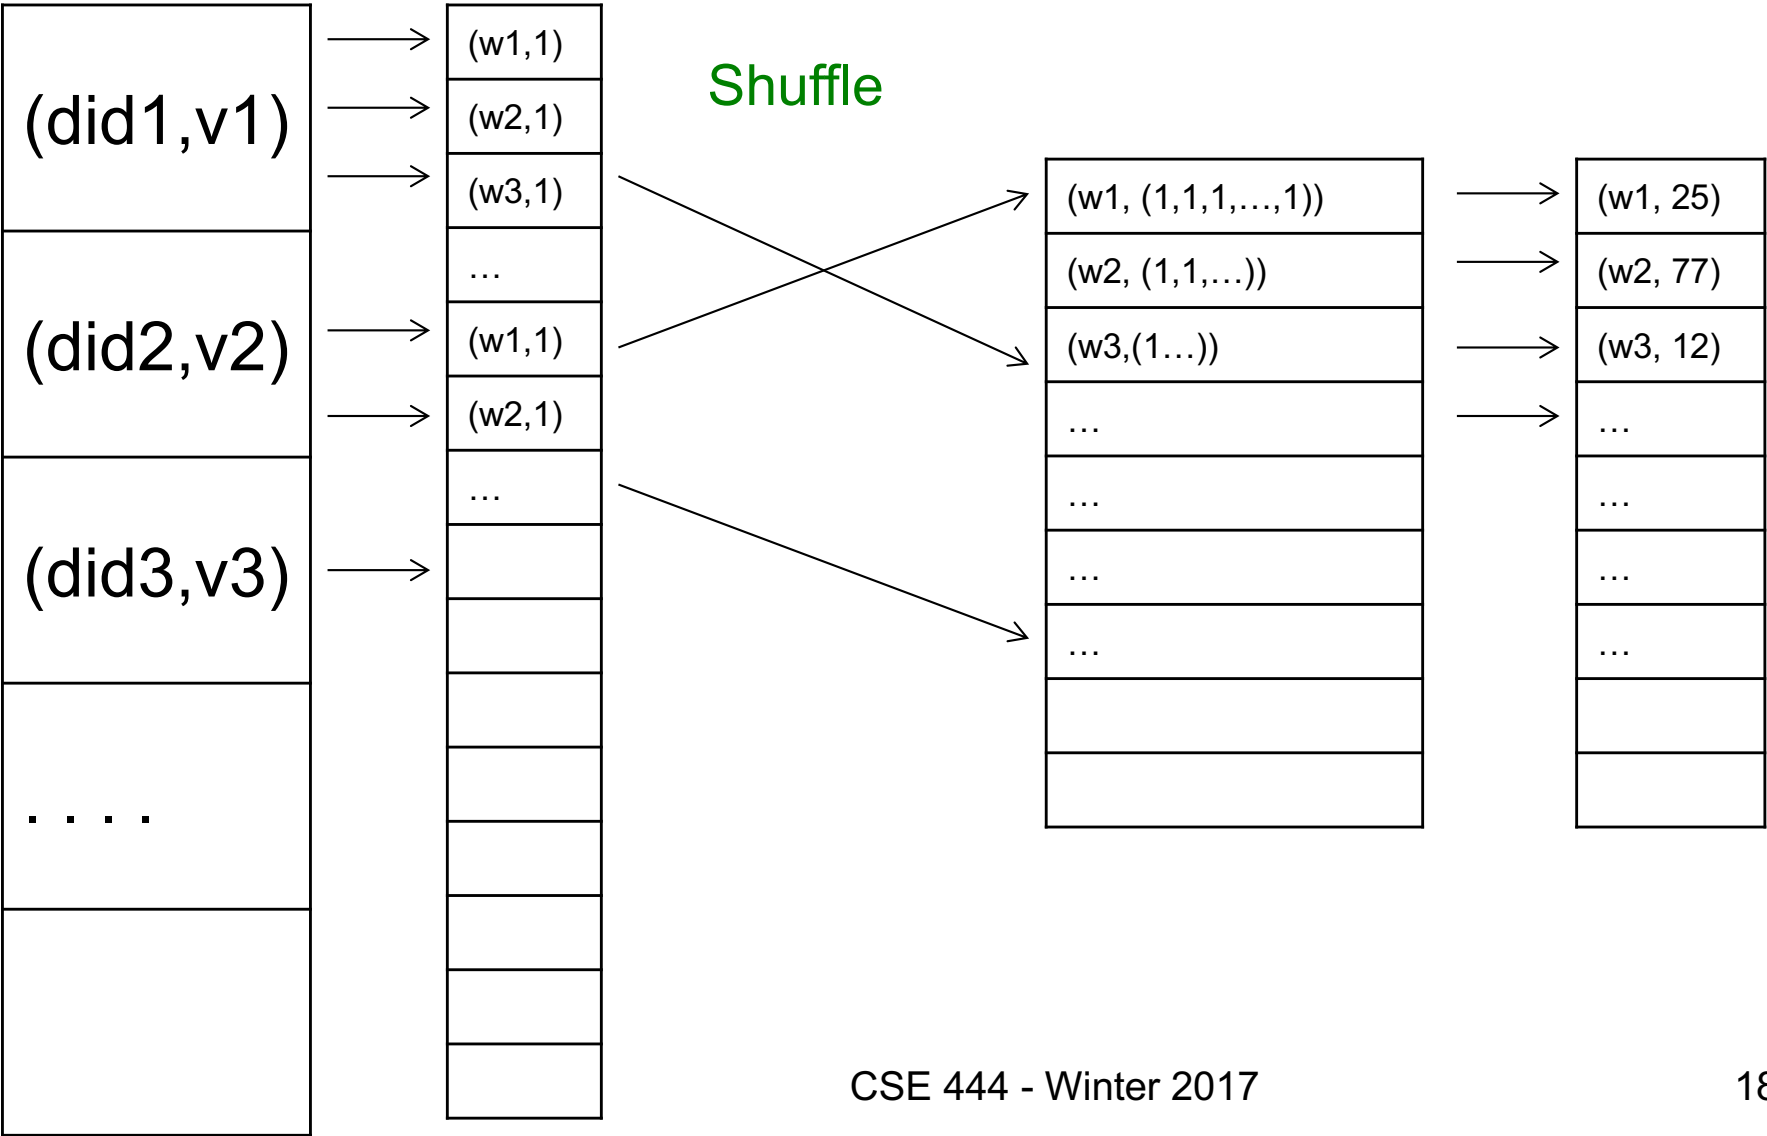 (did1,v1)
(did2,v2)
(did3,v3)
. . . .
(w1,1)
(w2,1)
(w3,1)
…
(w1,1)
(w2,1)
…
Shuffle
(w1, (1,1,1,…,1))
(w2, (1,1,…))
(w3,(1…))
…
…
…
…
(w1, 25)
(w2, 77)
(w3, 12)
…
…
…
…
CSE 444 - Winter 2017
18